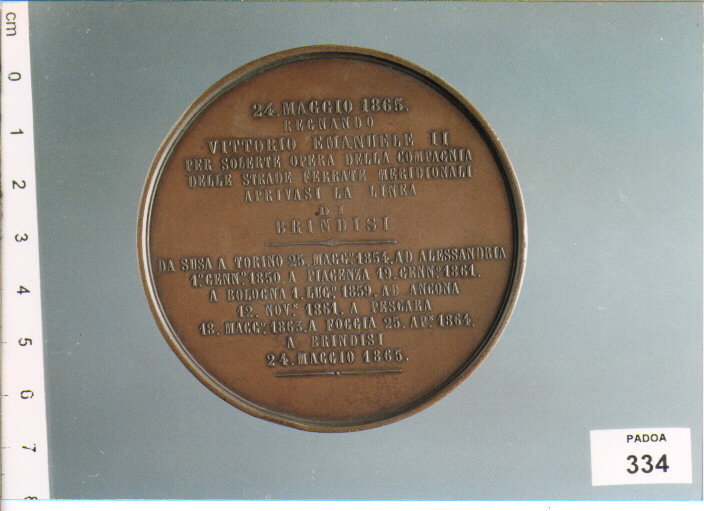 24. MAGGIO 1865.
REGNANDO
VITTORIO EMANUELE II
PER SOLERTE OPERA DELLA COMPAGNIA
DELLE STRADE FERRATE MERIDIONALI
APRIVASI LA LINEA
DI
BRINDISI
DA SUSA A TORINO 25. MAGG.º 1854. AD ALESSANDRIA
1.º GENN.º 1850. A PIACENZA 19. GENN.º 1861.
A BOLOGNA 1. LUG.º 1859. AD ANCONA
12. NOV.e 1861. A PESCARA
18. MAGG.º 1863. A FOGGIA 25. AP.e 1864.
A BRINDISI
24. MAGGIO 1865.
cm
0
1
2
3
4
5
6
7
8
PADOA
334